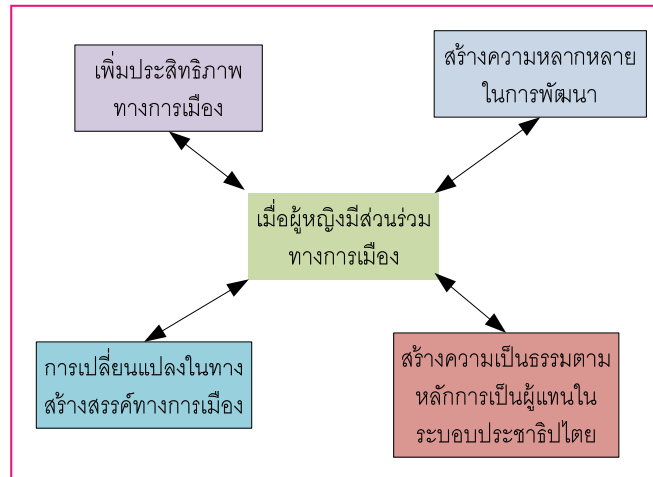 เพิ่มประสิทธิภาพ
ทางการเมือง
สร้างความหลากหลาย
ในการพัฒนา
เมื่อผู้หญิงมีส่วนร่วม
ทางการเมือง
การเปลี่ยนแปลงในทาง
สร้างสรรค์ทางการเมือง
สร้างความเป็นธรรมตาม
หลักการเป็นผู้แทนใน
ระบอบประชาธิปไตย